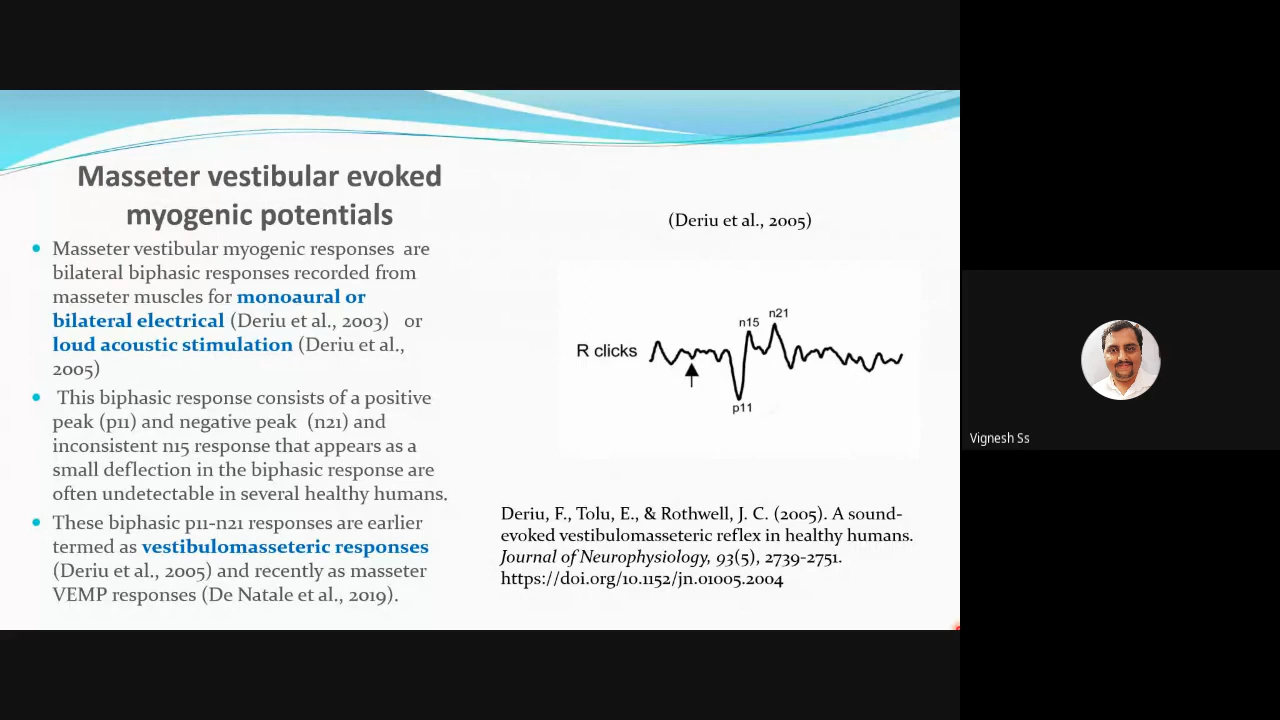 Masseter vestibular evoked
myogenic potentials
Masseter vestibular myogenic responses are
bilateral biphasic responses recorded from
masseter muscles for monoaural or
bilateral electrical (Deriu et al., 2003) or
loud acoustic stimulation (Deriu et al.,
2005)
This biphasic response consists of a positive
peak (p11) and negative peak (n21) and
inconsistent n15 response that appears as a
small deflection in the biphasic response are
often undetectable in several healthy humans.
These biphasic p11-n21 responses are earlier
termed as vestibulomasseteric responses
(Deriu et al., 2005) and recently as masseter
VEMP responses (De Natale et al., 2019).
(Deriu et al., 2005)
n21
n15
R clicks
p11
Deriu, F., Tolu, E., & Rothwell, J. C. (2005). A sound-
evoked vestibulomasseteric reflex in healthy humans.
Journal of Neurophysiology, 93(5), 2739-2751.
https://doi.org/10.1152/jn.01005.2004
Vignesh Ss